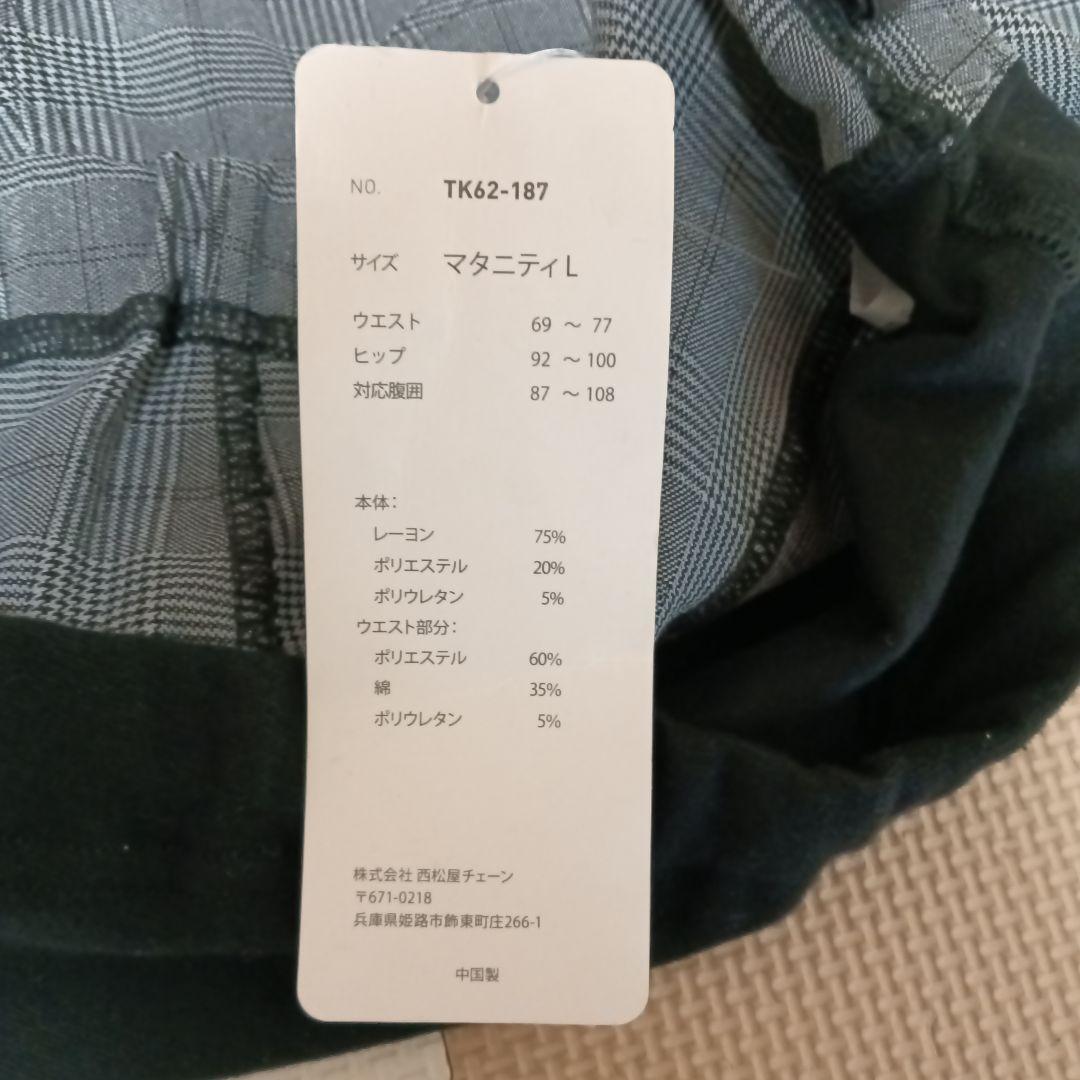 NO. TK62-187
サイズ マタニティL
ウエスト 69 ～ 77
ヒップ 92 ～ 100
対応腹囲 87 ～ 108
本体：
レーヨン 75%
ポリエステル 20%
ポリウレタン 5%
ウエスト部分：
ポリエステル 60%
綿 35%
ポリウレタン 5%
株式会社 西松屋チェーン
〒671-0218
兵庫県姫路市飾東町庄266-1
中国製